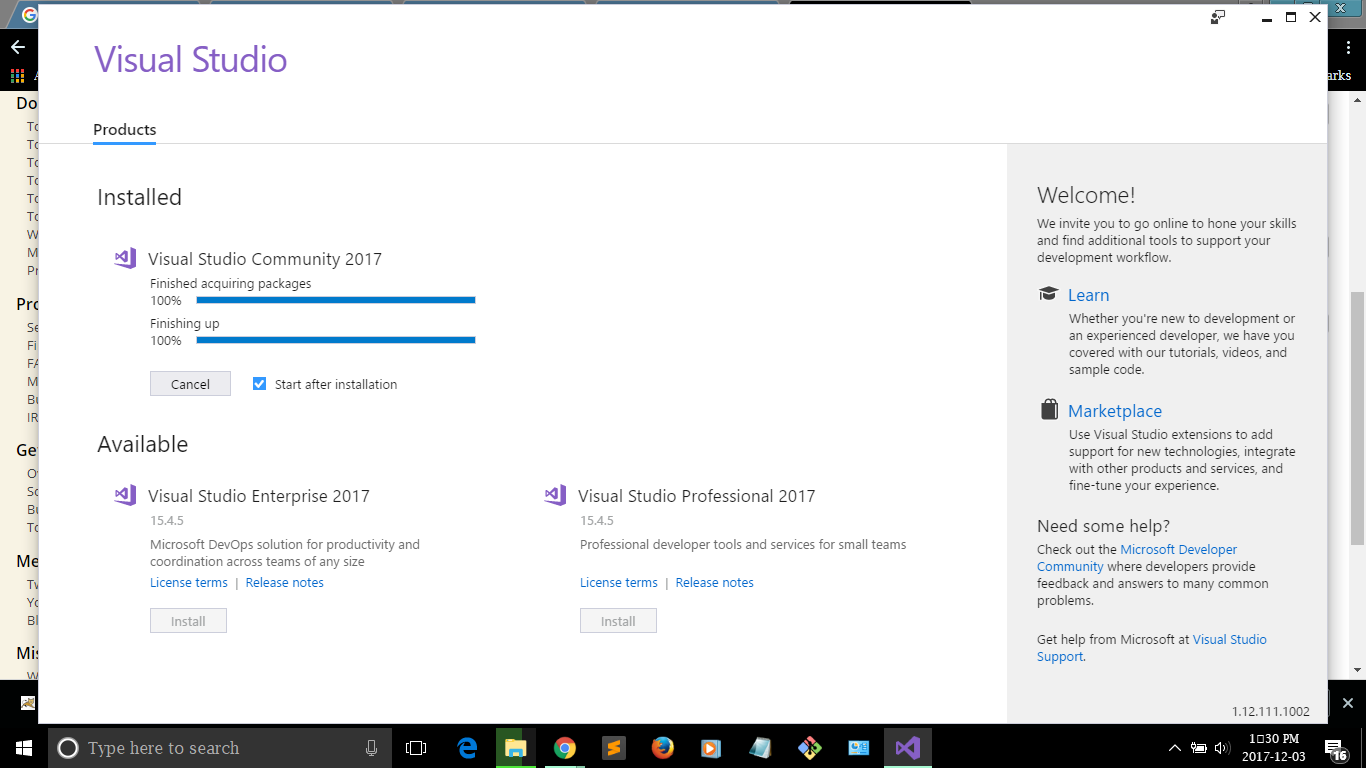 Visual Studio
Products
Installed
Visual Studio Community 2017
Finished acquiring packages
100%
Finishing up
100%
Cancel
Start after installation
Available
Visual Studio Enterprise 2017
15.4.5
Microsoft DevOps solution for productivity and
coordination across teams of any size
License terms | Release notes
Install
Visual Studio Professional 2017
15.4.5
Professional developer tools and services for small teams
License terms | Release notes
Install
Welcome!
We invite you to go online to hone your skills
and find additional tools to support your
development workflow.
Learn
Whether you're new to development or
an experienced developer, we have you
covered with our tutorials, videos, and
sample code.
Marketplace
Use Visual Studio extensions to add
support for new technologies, integrate
with other products and services, and
fine-tune your experience.
Need some help?
Check out the Microsoft Developer
Community where developers provide
feedback and answers to many common
problems.
Get help from Microsoft at Visual Studio
Support.
1.12.111.1002
Type here to search
1□30 PM
2017-12-03
16